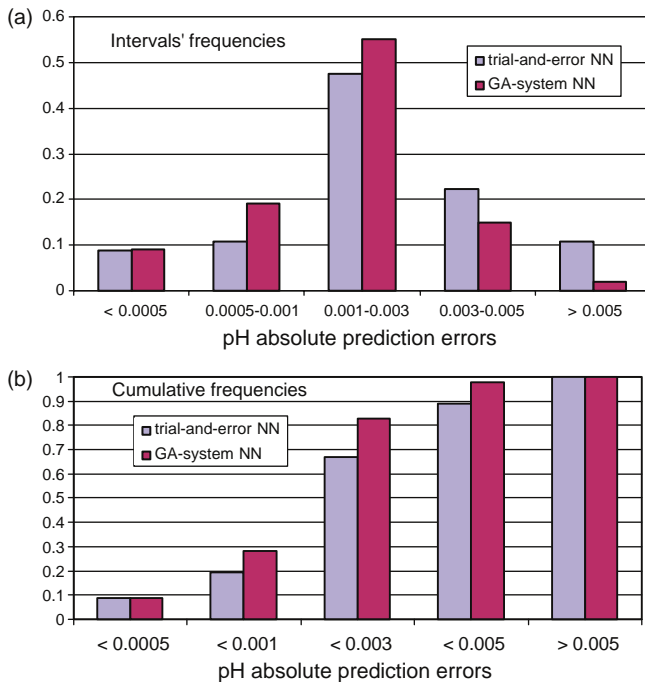 (a)
Intervals' frequencies
trial-and-error NN
GA-system NN
0.6
0.5
0.4
0.3
0.2
0.1
0
< 0.0005 0.0005-0.001 0.001-0.003 0.003-0.005 > 0.005
pH absolute prediction errors
(b)
Cumulative frequencies
trial-and-error NN
GA-system NN
1
0.9
0.8
0.7
0.6
0.5
0.4
0.3
0.2
0.1
0
< 0.0005 < 0.001 < 0.003 < 0.005 > 0.005
pH absolute prediction errors